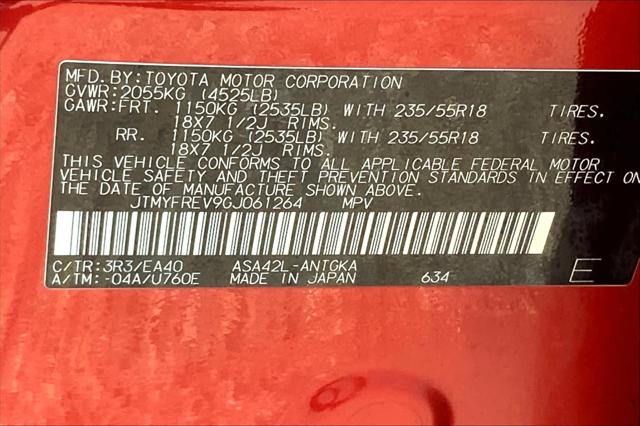 MFD.BY:TOYOTA MOTOR CORPORATION
GVWR:2055KG (4525LB)
GAWR:FRT. 1150KG (2535LB) WITH 235/55R18 TIRES.
18X7 1/2J RIMS.
RR. 1150KG (2535LB) WITH 235/55R18 TIRES.
18X7 1/2J RIMS.
THIS VEHICLE CONFORMS TO ALL APPLICABLE FEDERAL MOTOR
VEHICLE SAFETY AND THEFT PREVENTION STANDARDS IN EFFECT ON
THE DATE OF MANUFACTURE SHOWN ABOVE.
JTMYFREV9GJ061264 MPV
C/TR:3R3/EA40 ASA42L-ANTGKA
A/TM:-04A/U760E MADE IN JAPAN 634 E